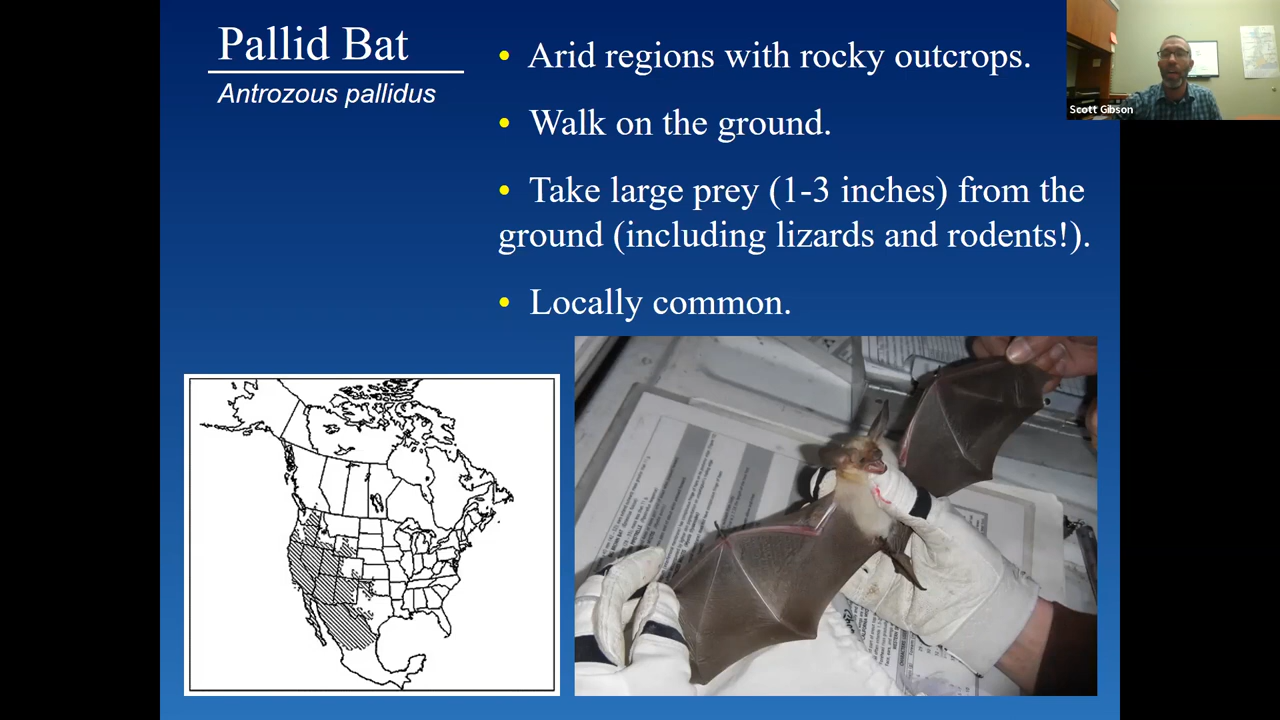 Pallid Bat
Antrozous pallidus
• Arid regions with rocky outcrops.
• Walk on the ground.
• Take large prey (1-3 inches) from the
ground (including lizards and rodents!).
• Locally common.
Scott Gibson